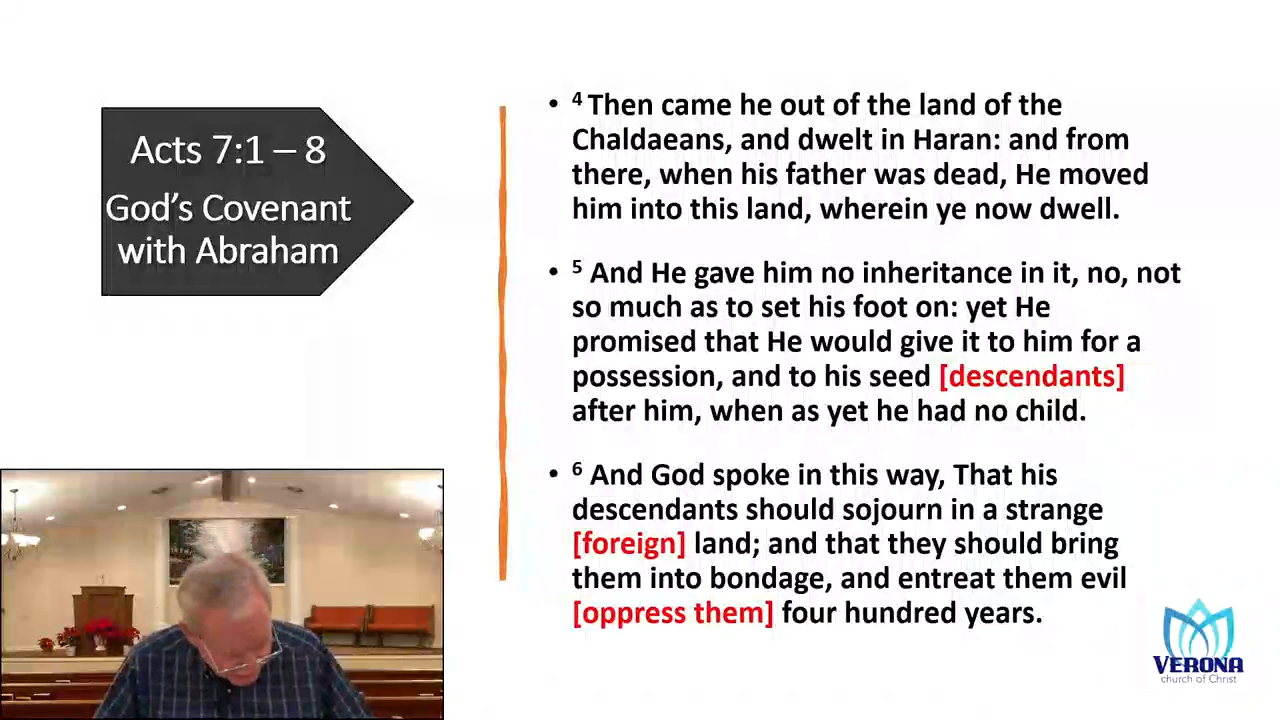 Acts 7:1 – 8
God's Covenant
with Abraham
• 4 Then came he out of the land of the
Chaldaeans, and dwelt in Haran: and from
there, when his father was dead, He moved
him into this land, wherein ye now dwell.
• 5 And He gave him no inheritance in it, no, not
so much as to set his foot on: yet He
promised that He would give it to him for a
possession, and to his seed [descendants]
after him, when as yet he had no child.
• 6 And God spoke in this way, That his
descendants should sojourn in a strange
[foreign] land; and that they should bring
them into bondage, and entreat them evil
[oppress them] four hundred years.
VERONA
church of Christ